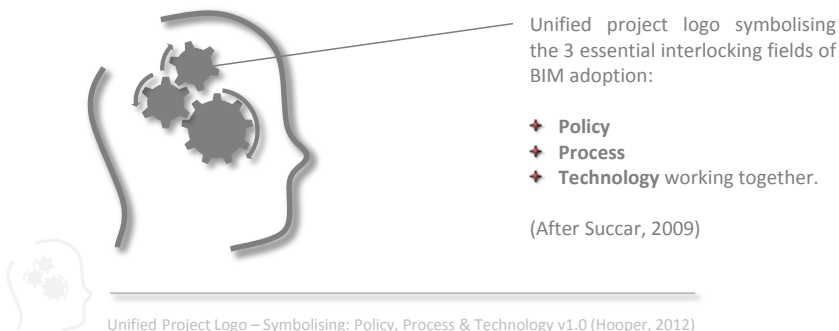 Unified project logo symbolising
the 3 essential interlocking fields of
BIM adoption:
Policy
Process
Technology working together.
(After Succar, 2009)
Unified Project Logo – Symbolising: Policy, Process & Technology v1.0 (Hooper, 2012)